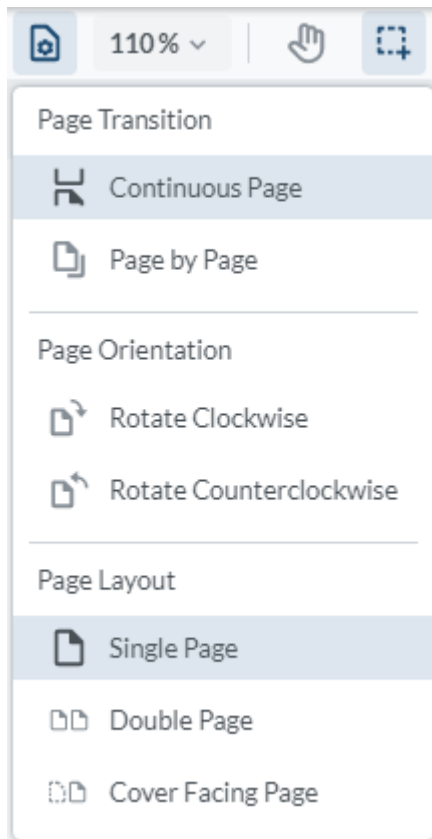 110%
Page Transition
Continuous Page
Page by Page
Page Orientation
Rotate Clockwise
Rotate Counterclockwise
Page Layout
Single Page
Double Page
Cover Facing Page